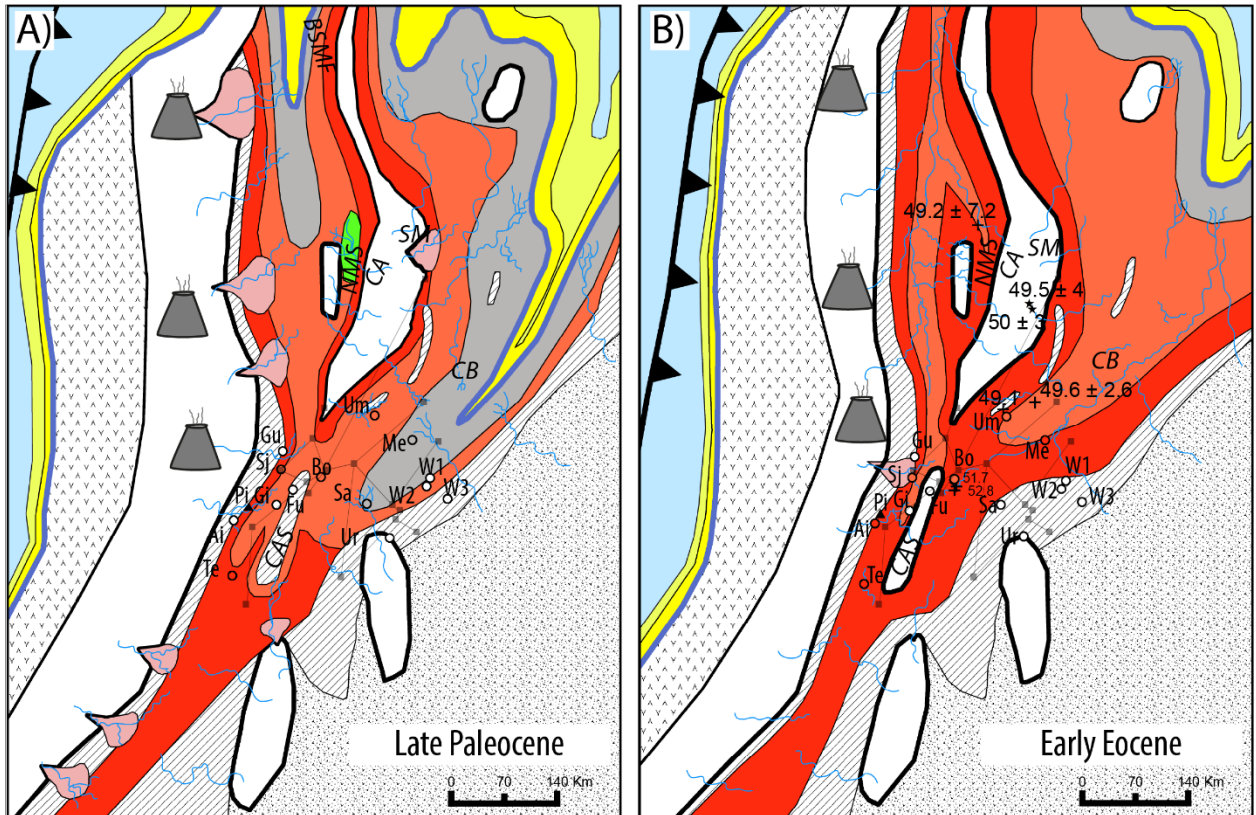 A)
BSMF
NMS
CA
SM
CB
Um
Me
Gu
Sj
Bo
W1
W2
W3
Pi
Gi
Fu
Sa
Ai
CAS
Ur
Te
Late Paleocene
0 70 140 Km
B)
49.2 ± 7.2
NMS
CA
SM
49.5 ± 4
50 ± 3
CB
49.1
49.6 ± 2.6
Um
Me
Gu
Bo
W1
Sj
51.7
W2
52.8
W3
Pi
Gi
Fu
Sa
Ai
CAS
Ur
Te
Early Eocene
0 70 140 Km